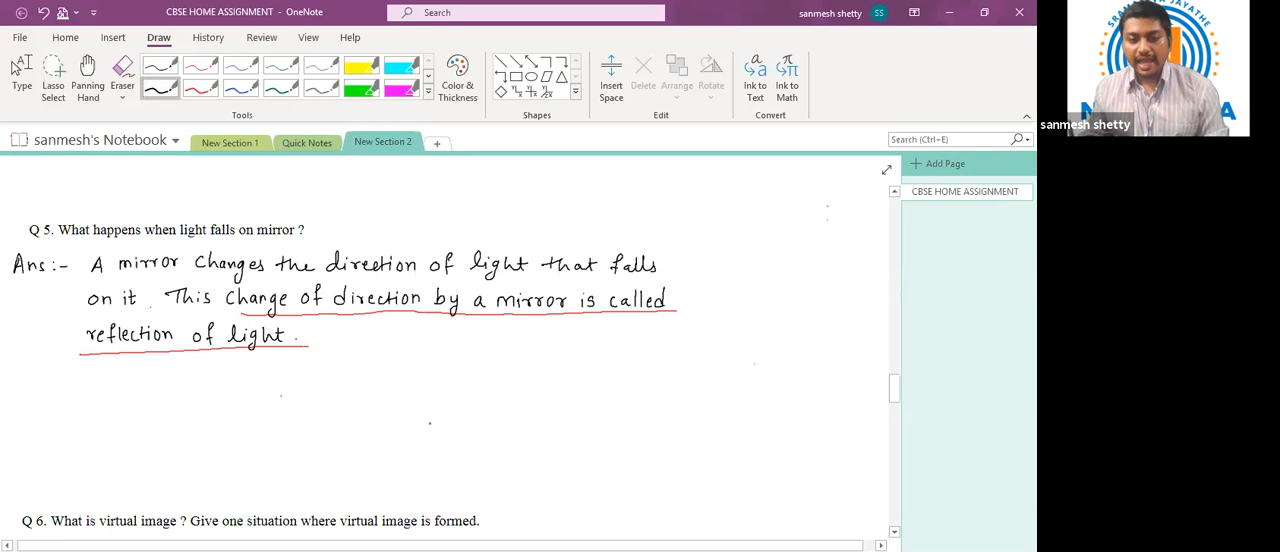 CBSE HOME ASSIGNMENT - OneNote
Search
sanmesh shetty
SS
File Home Insert Draw History Review View Help
Type
Lasso Select
Panning Hand
Eraser
Color & Thickness
Insert Space
Delete
Arrange
Rotate
Ink to Text
Ink to Math
Tools
Shapes
Edit
Convert
sanmesh's Notebook
New Section 1
Quick Notes
New Section 2
Search (Ctrl+E)
Add Page
CBSE HOME ASSIGNMENT
sanmesh shetty
Q 5. What happens when light falls on mirror ?
Ans :- A mirror changes the direction of light that falls
on it. This change of direction by a mirror is called
reflection of light.
Q 6. What is virtual image ? Give one situation where virtual image is formed.